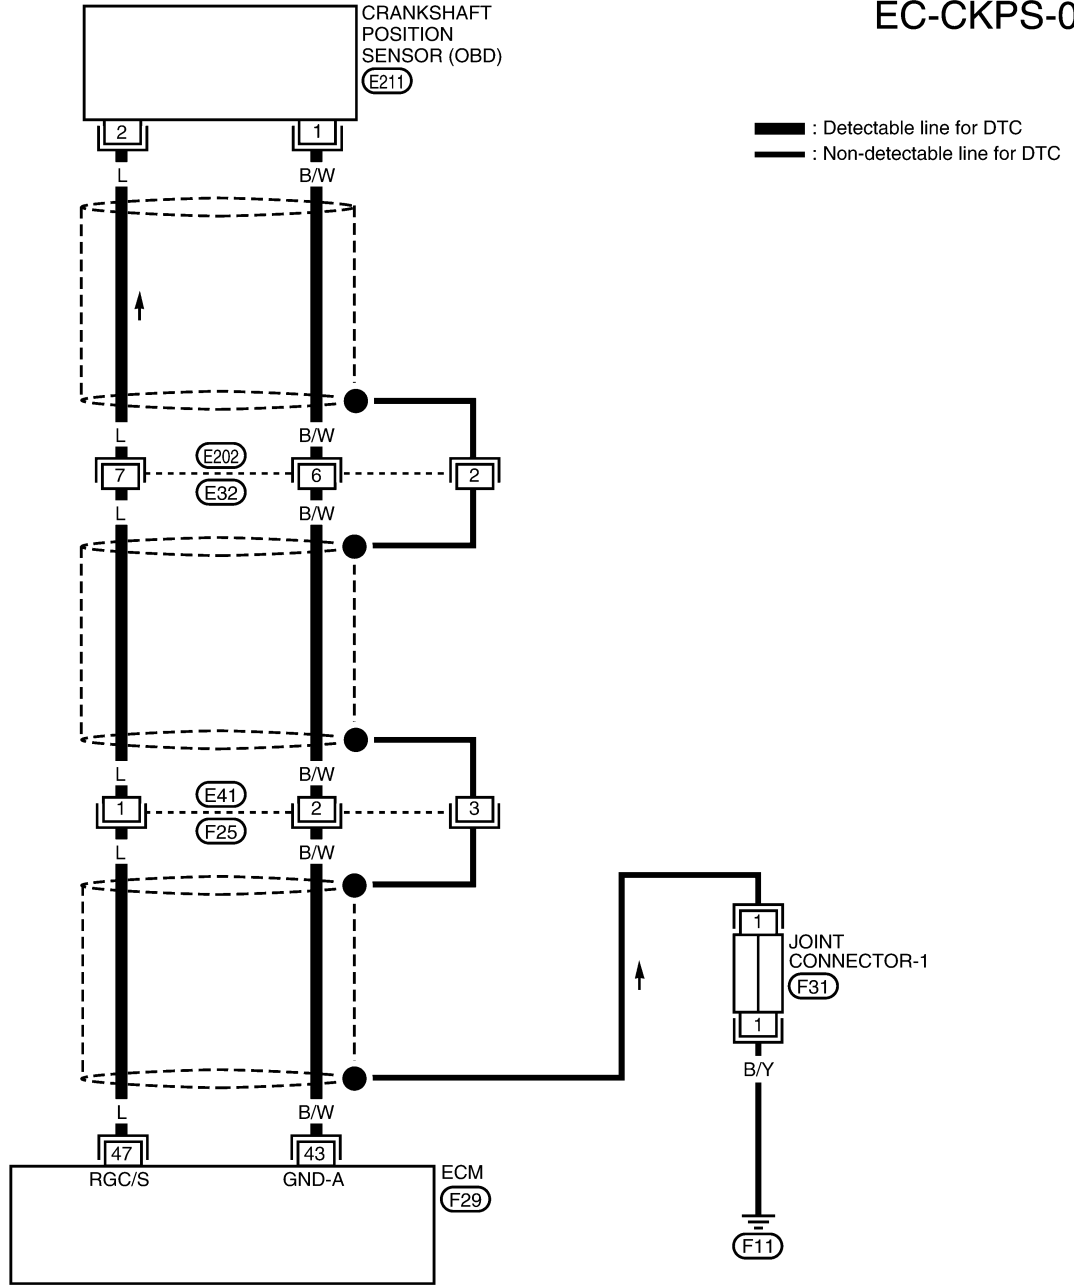 EC-CKPS-0
CRANKSHAFT
POSITION
SENSOR (OBD)
E211
: Detectable line for DTC
: Non-detectable line for DTC
2 1
L B/W
L B/W
E202
7 6 2
E32
L B/W
L B/W
E41
1 2 3
F25
L B/W
1
JOINT
CONNECTOR-1
F31
1
B/Y
L B/W
47 43
RGC/S GND-A
ECM
F29
F11